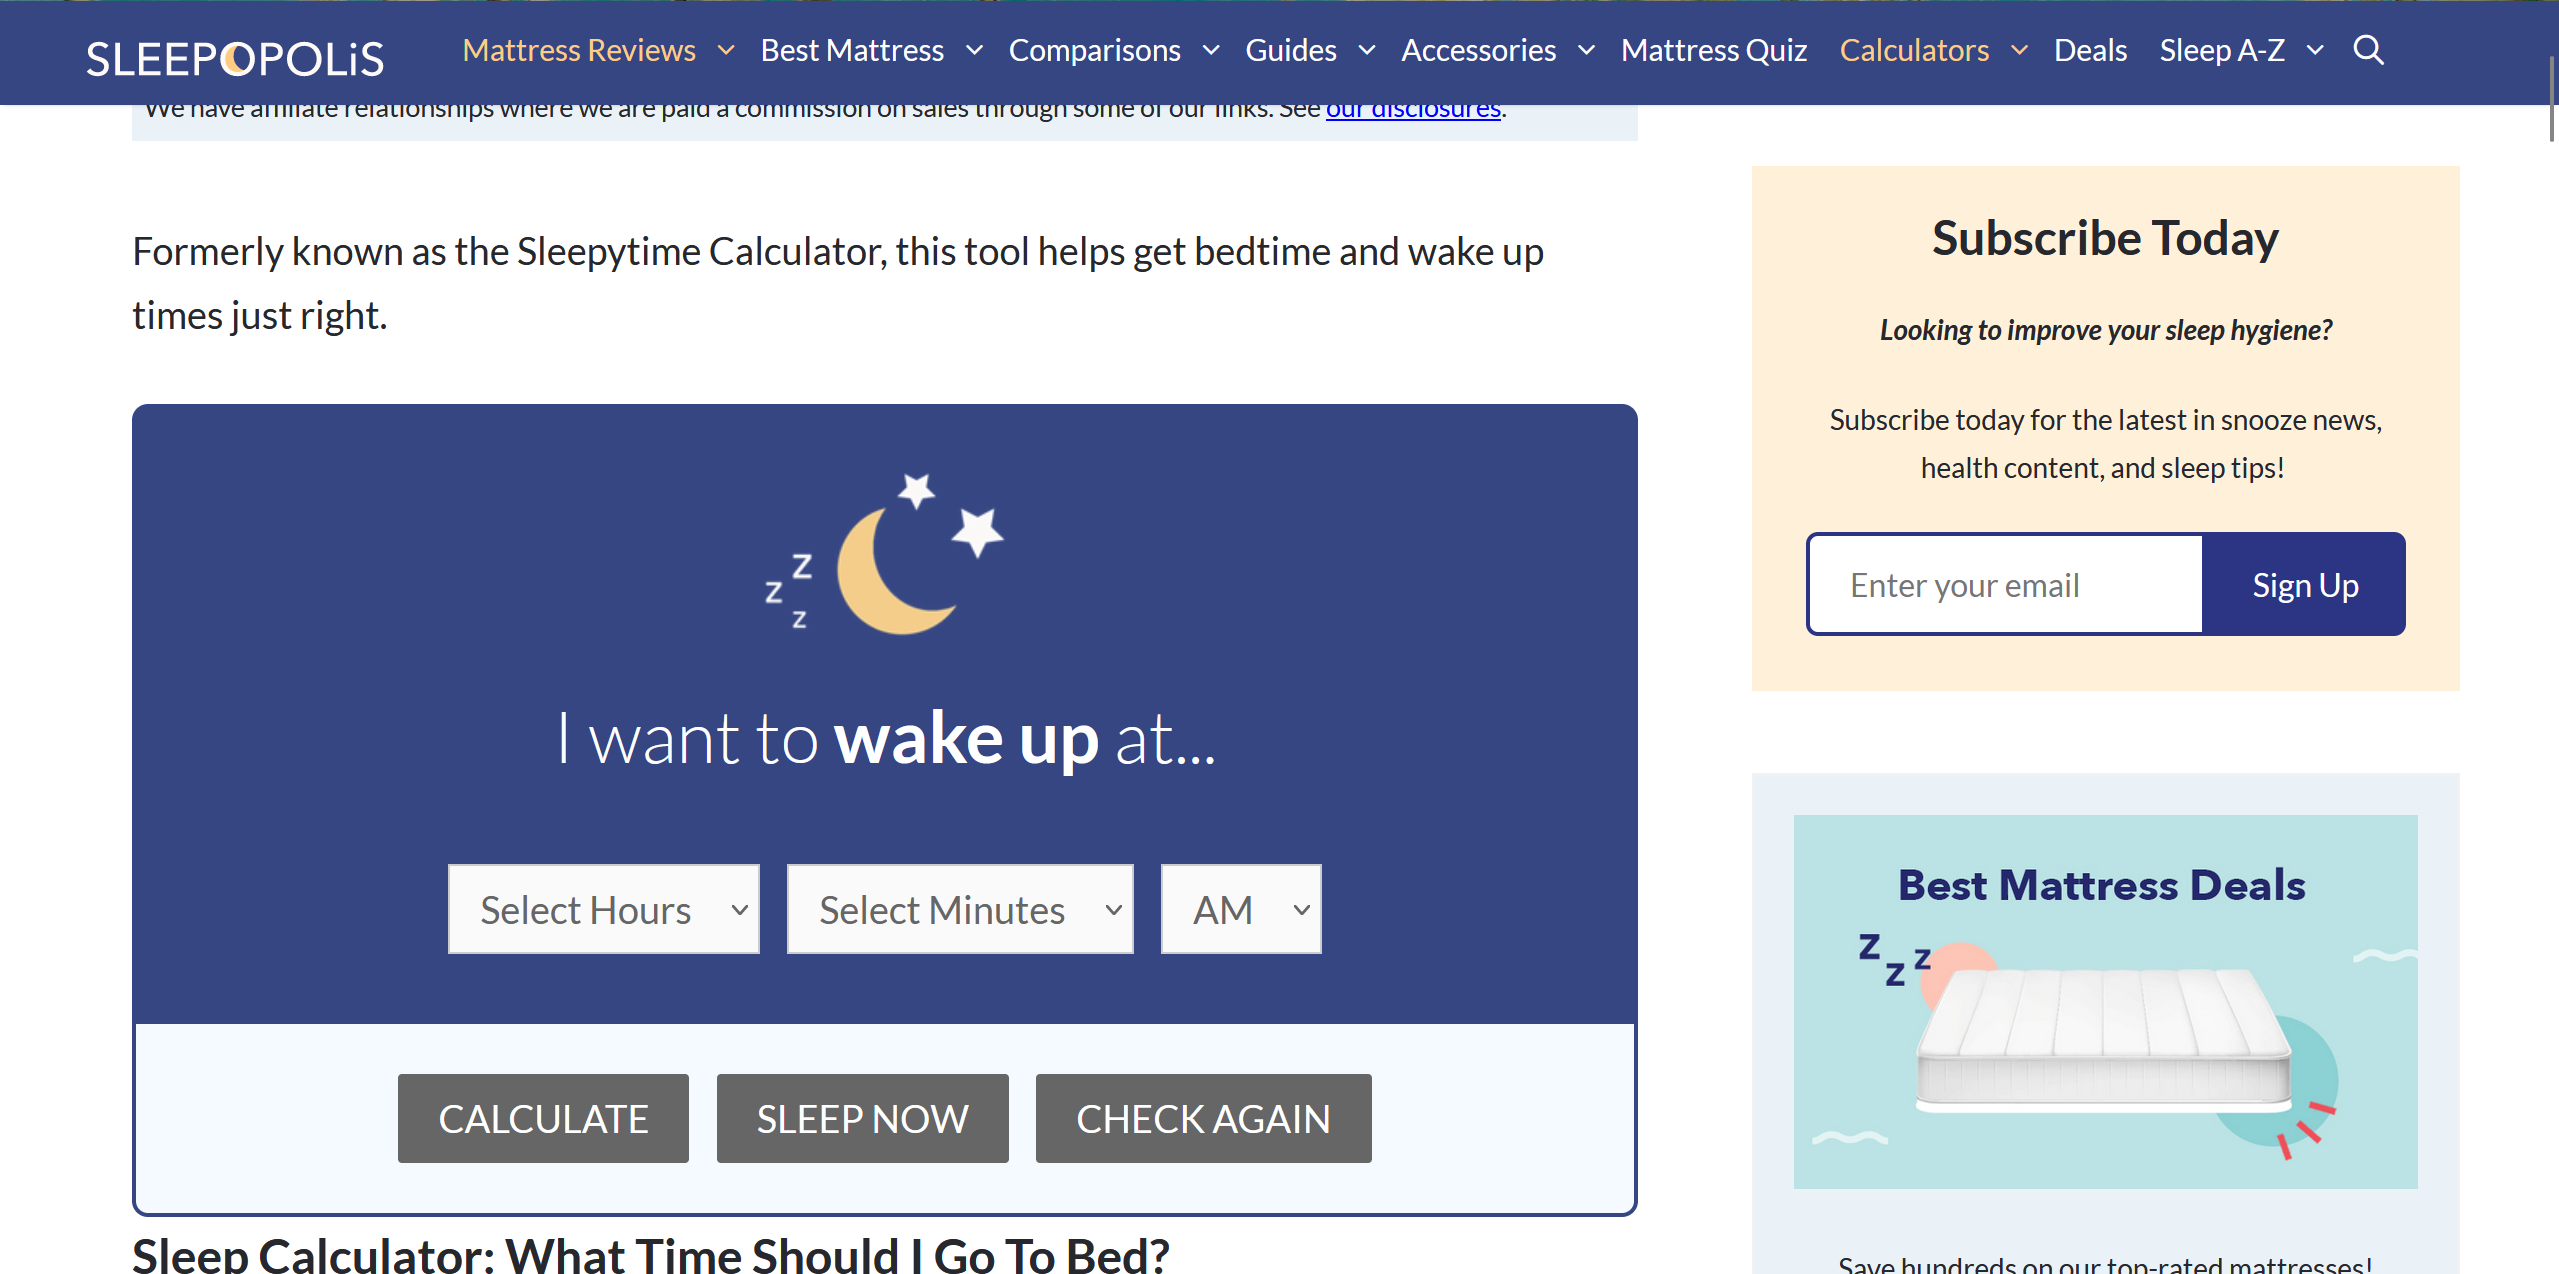 SLEEPOPOLiS
Mattress Reviews Best Mattress Comparisons Guides Accessories Mattress Quiz Calculators Deals Sleep A-Z
We have affiliate relationships where we are paid a commission on sales through some of our links. See our disclosures.
Formerly known as the Sleepytime Calculator, this tool helps get bedtime and wake up
times just right.
z
z
z
I want to wake up at...
Select Hours Select Minutes AM
CALCULATE SLEEP NOW CHECK AGAIN
Sleep Calculator: What Time Should I Go To Bed?
Subscribe Today
Looking to improve your sleep hygiene?
Subscribe today for the latest in snooze news,
health content, and sleep tips!
Enter your email Sign Up
Best Mattress Deals
z z z
Save hundreds on our top-rated mattresses!